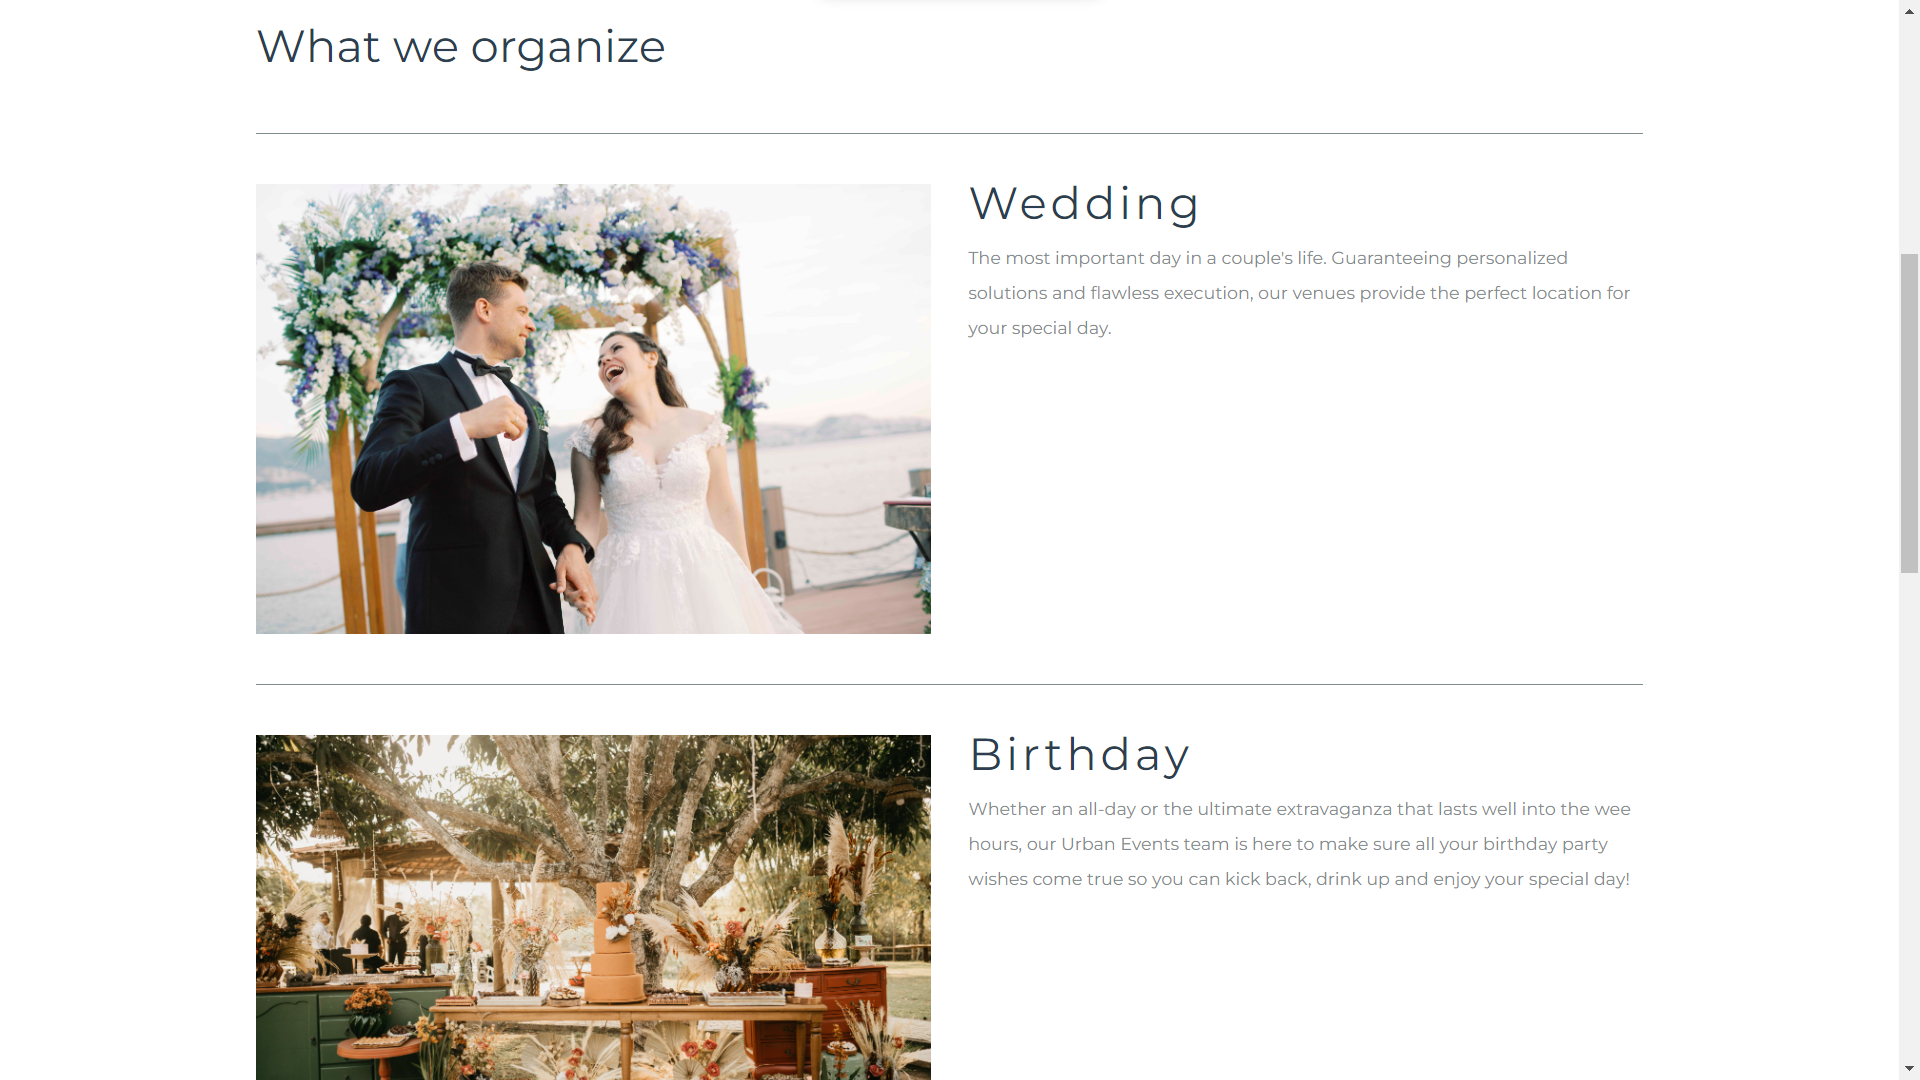 What we organize
Wedding
The most important day in a couple's life. Guaranteeing personalized
solutions and flawless execution, our venues provide the perfect location for
your special day.
Birthday
Whether an all-day or the ultimate extravaganza that lasts well into the wee
hours, our Urban Events team is here to make sure all your birthday party
wishes come true so you can kick back, drink up and enjoy your special day!